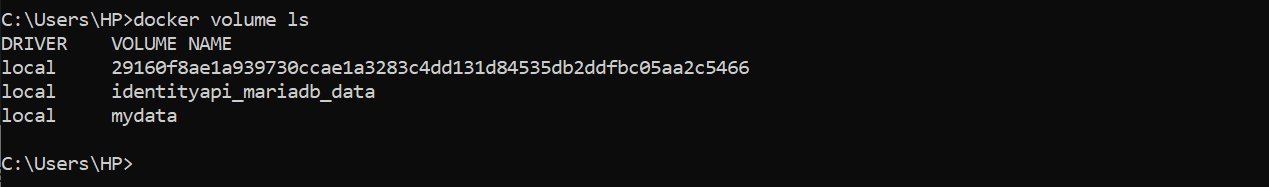 C:\Users\HP>docker volume ls
DRIVER    VOLUME NAME
local     29160f8ae1a939730ccae1a3283c4dd131d84535db2ddfbc05aa2c5466
local     identityapi_mariadb_data
local     mydata
C:\Users\HP>